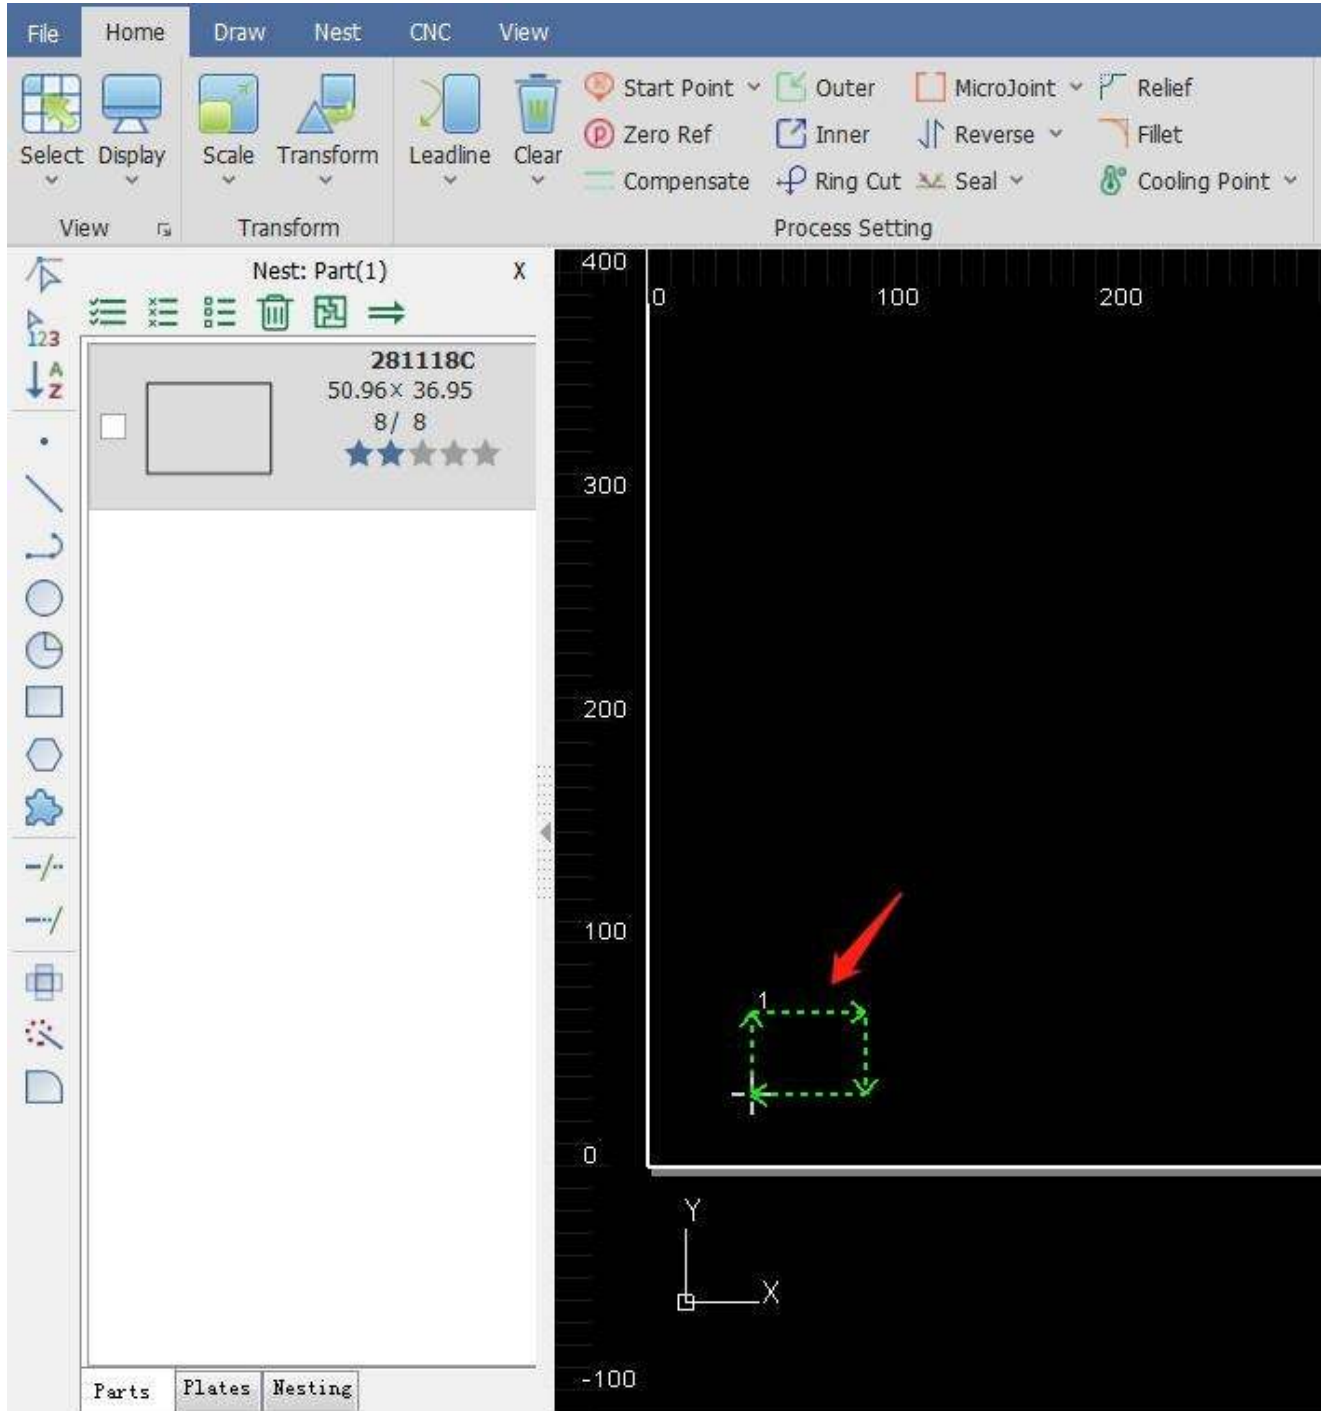 File Home Draw Nest CNC View
Start Point Outer MicroJoint Relief
Zero Ref Inner Reverse Fillet
Select Display Scale Transform Leadline Clear
Compensate Ring Cut Seal Cooling Point
View Transform Process Setting
Nest: Part(1) X
123
A
Z
281118C
50.96× 36.95
8/ 8
400
0 100 200
300
200
100
1
0
Y
X
-100
Parts Plates Nesting